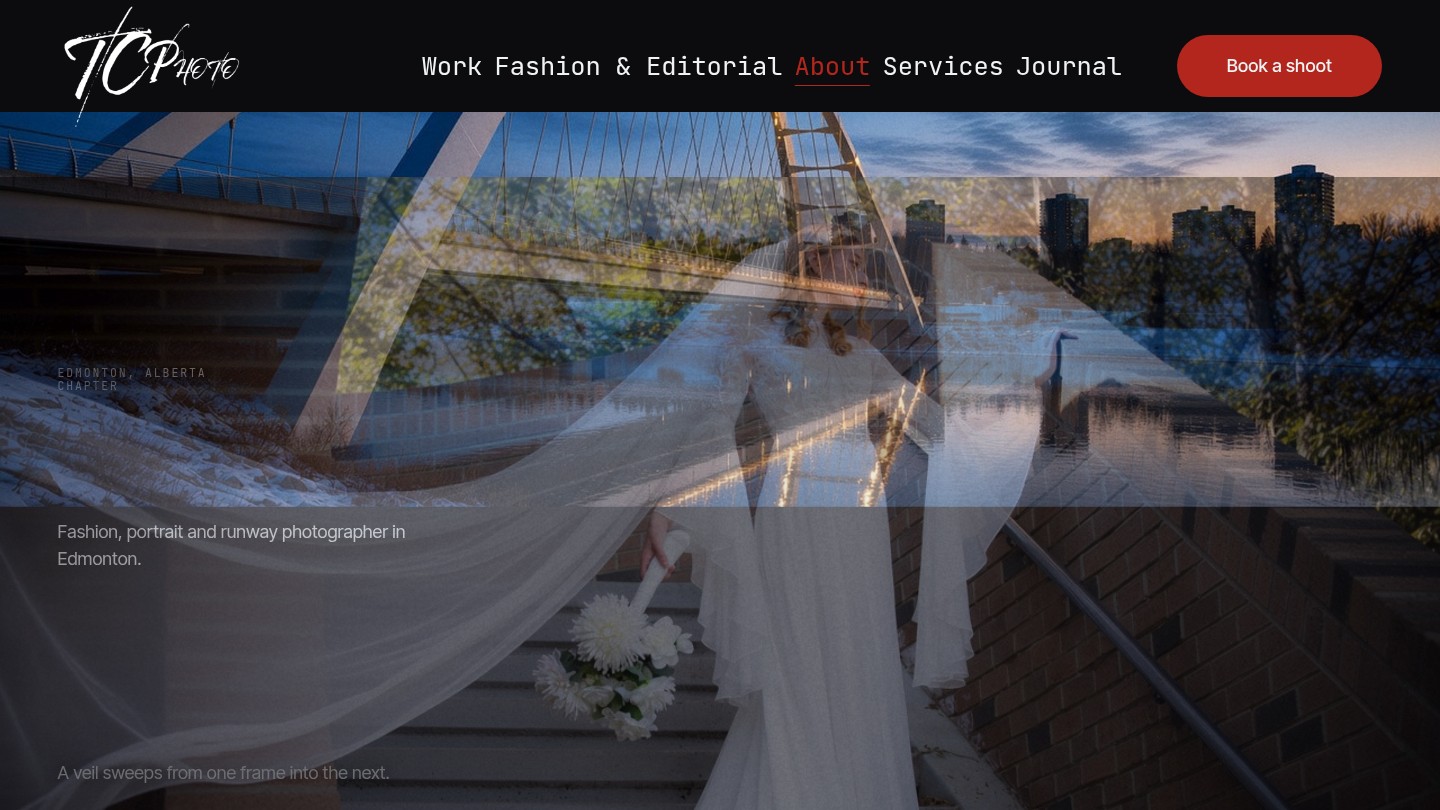 TCPHOTO
Work Fashion & Editorial About Services Journal
Book a shoot
EDMONTON, ALBERTA
CHAPTER
Fashion, portrait and runway photographer in
Edmonton.
A veil sweeps from one frame into the next.